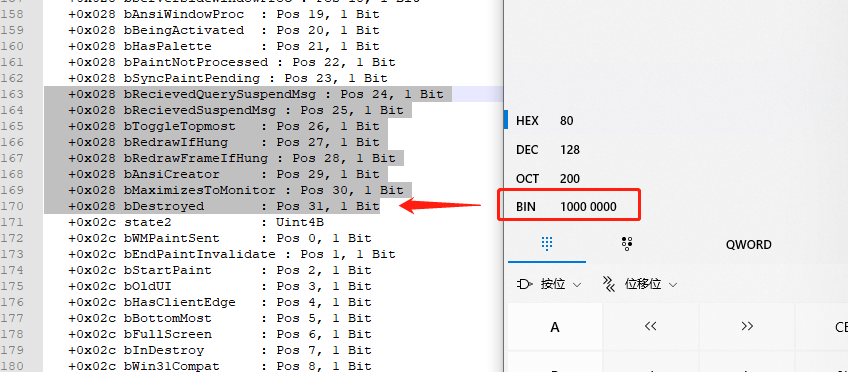 157 +0x028 bServerSideWindowProc : Pos 18, 1 Bit
158 +0x028 bAnsiWindowProc : Pos 19, 1 Bit
159 +0x028 bBeingActivated : Pos 20, 1 Bit
160 +0x028 bHasPalette : Pos 21, 1 Bit
161 +0x028 bPaintNotProcessed : Pos 22, 1 Bit
162 +0x028 bSyncPaintPending : Pos 23, 1 Bit
163 +0x028 bRecievedQuerySuspendMsg : Pos 24, 1 Bit
164 +0x028 bRecievedSuspendMsg : Pos 25, 1 Bit
165 +0x028 bToggleTopmost : Pos 26, 1 Bit
166 +0x028 bRedrawIfHung : Pos 27, 1 Bit
167 +0x028 bRedrawFrameIfHung : Pos 28, 1 Bit
168 +0x028 bAnsiCreator : Pos 29, 1 Bit
169 +0x028 bMaximizesToMonitor : Pos 30, 1 Bit
170 +0x028 bDestroyed : Pos 31, 1 Bit
171 +0x02c state2 : Uint4B
172 +0x02c bWMPaintSent : Pos 0, 1 Bit
173 +0x02c bEndPaintInvalidate : Pos 1, 1 Bit
174 +0x02c bStartPaint : Pos 2, 1 Bit
175 +0x02c bOldUI : Pos 3, 1 Bit
176 +0x02c bHasClientEdge : Pos 4, 1 Bit
177 +0x02c bBottomMost : Pos 5, 1 Bit
178 +0x02c bFullScreen : Pos 6, 1 Bit
179 +0x02c bInDestroy : Pos 7, 1 Bit
180 +0x02c bWin31Compat : Pos 8, 1 Bit
HEX 80
DEC 128
OCT 200
BIN 1000 0000
QWORD
按位 位移位
A << >> CE